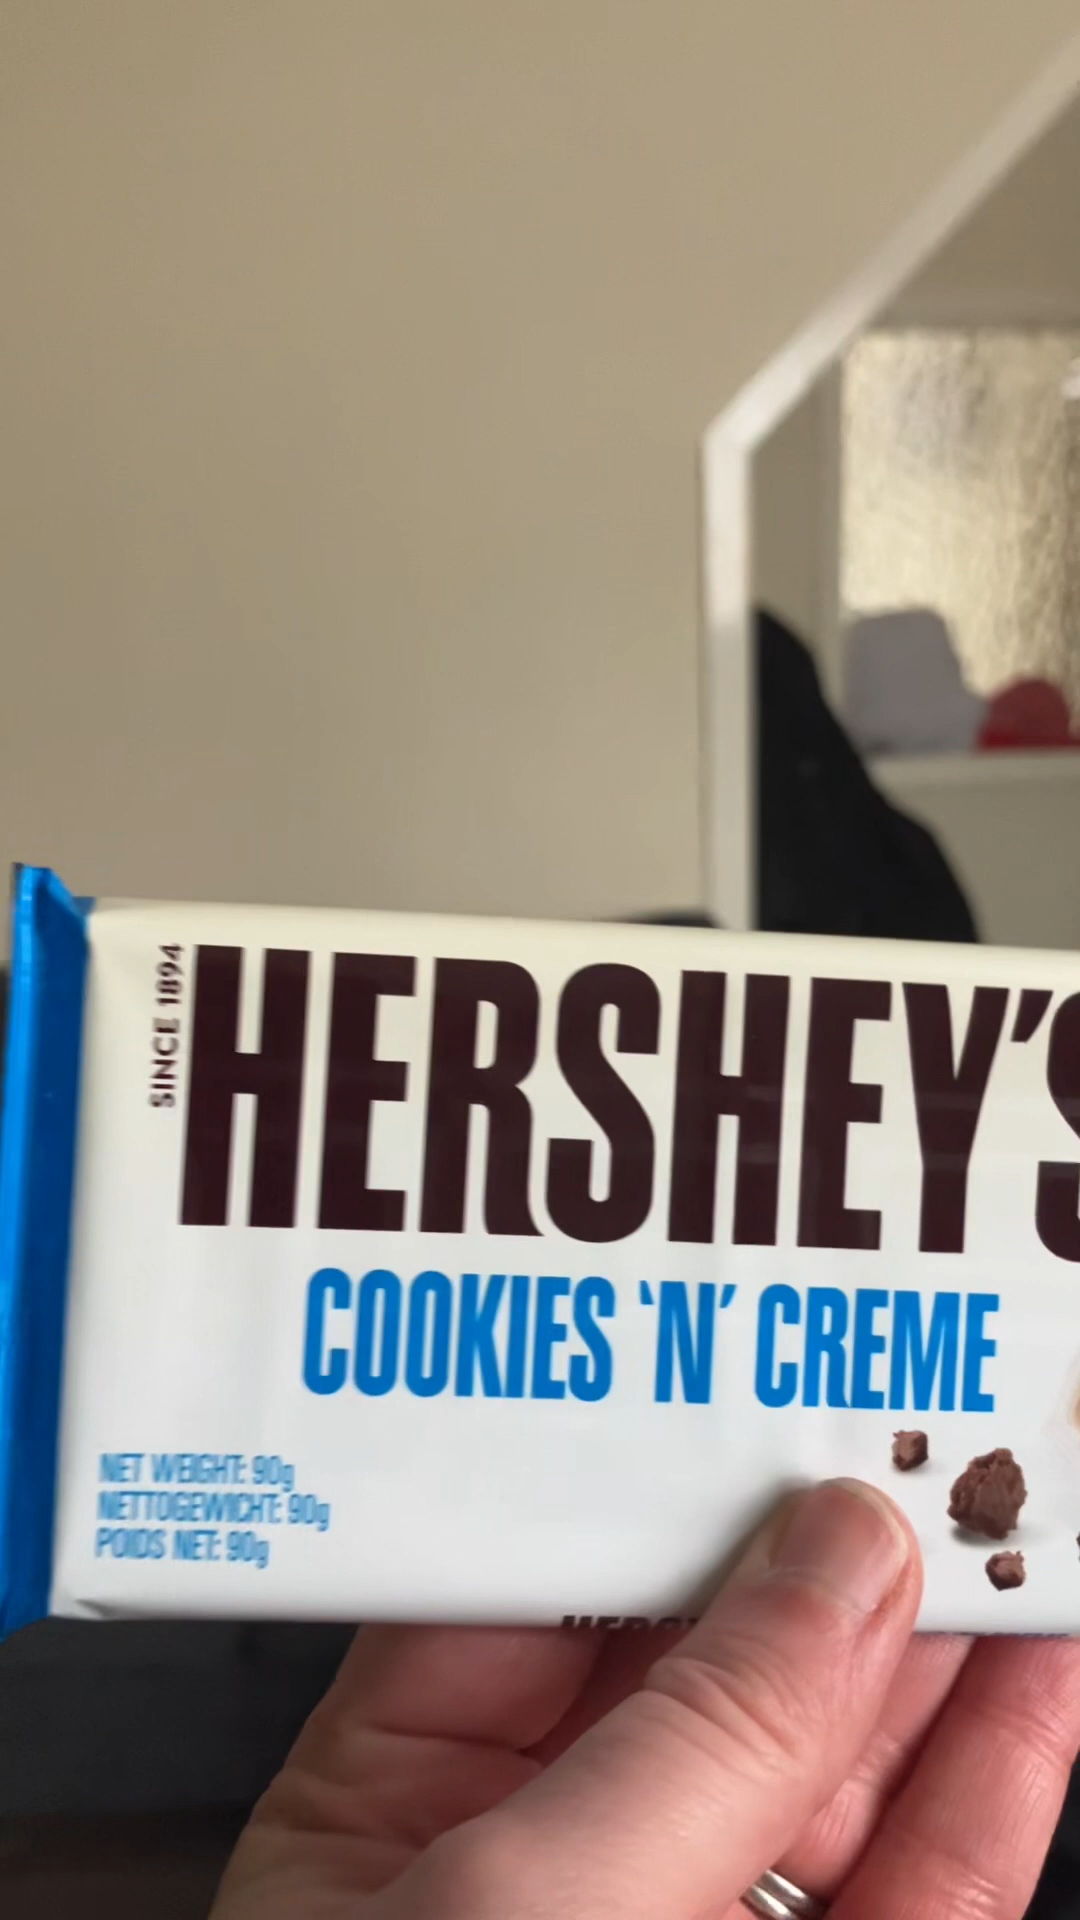 SINCE 1894
HERSHEY'S
COOKIES 'N' CREME
NET WEIGHT: 90g
NETTOGEWICHT: 90g
POIDS NET: 90g